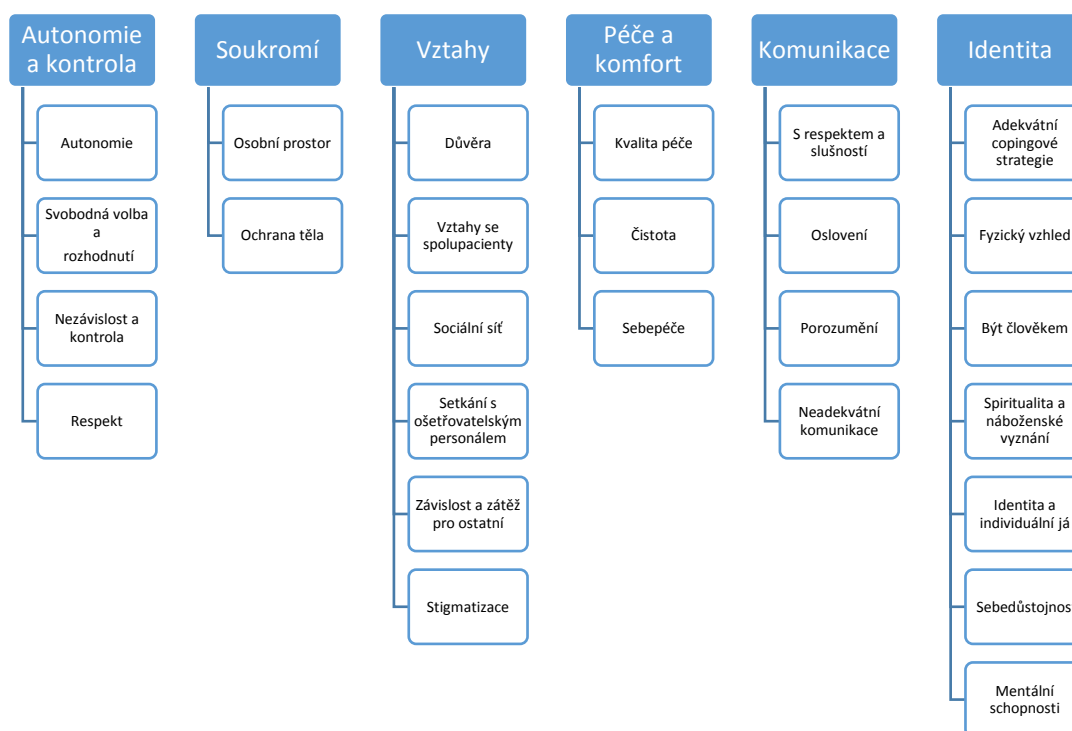 Autonomie
a kontrola
Autonomie
Svobodná volba
a
rozhodnutí
Nezávislost a
kontrola
Respekt
Soukromí
Osobní prostor
Ochrana těla
Vztahy
Důvěra
Vztahy se
spolupacienty
Sociální síť
Setkání s
ošetřovatelským
personálem
Závislost a zátěž
pro ostatní
Stigmatizace
Péče a
komfort
Kvalita péče
Čistota
Sebepéče
Komunikace
S respektem a
slušností
Oslovení
Porozumění
Neadekvátní
komunikace
Identita
Adekvátní
copingové
strategie
Fyzický vzhled
Být člověkem
Spiritualita a
náboženské
vyznání
Identita a
individuální já
Sebedůstojnos
Mentální
schopnosti